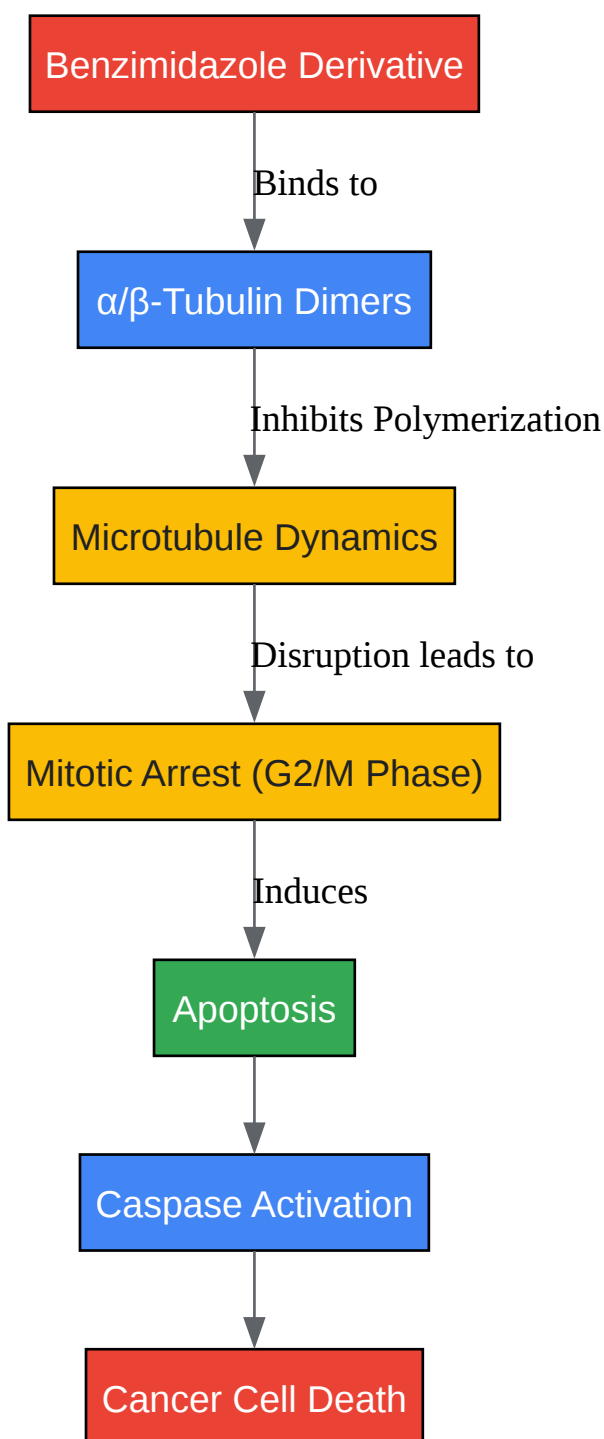 Benzimidazole Derivative
Binds to
α/β-Tubulin Dimers
Inhibits Polymerization
Microtubule Dynamics
Disruption leads to
Mitotic Arrest (G2/M Phase)
Induces
Apoptosis
Caspase Activation
Cancer Cell Death